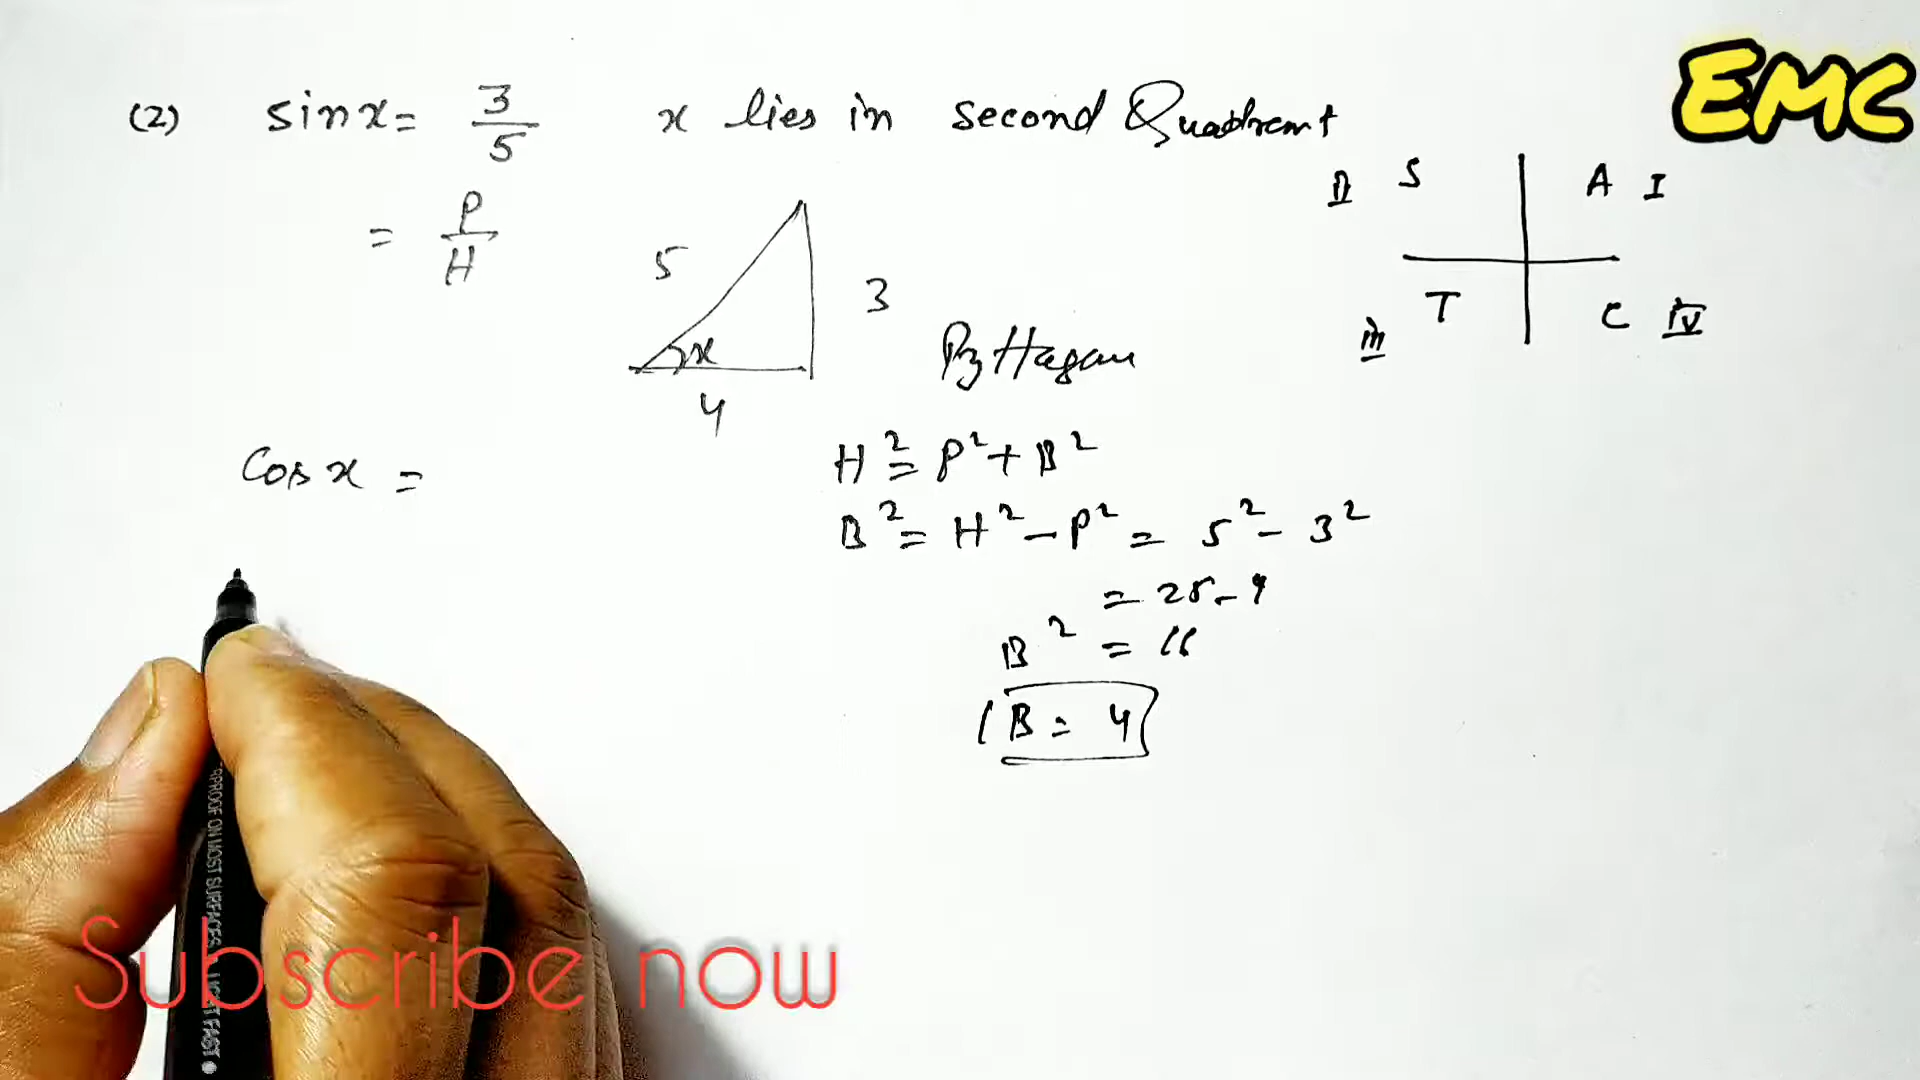 EMC
(2) sin x = 3/5 x lies in second Quadrant
= P/H
II S A I
III T C IV
5
3
x
4
Pythagoru
cos x =
H² = P² + B²
B² = H² - P² = 5² - 3²
= 25 - 9
B² = 16
B = 4
Subscribe now